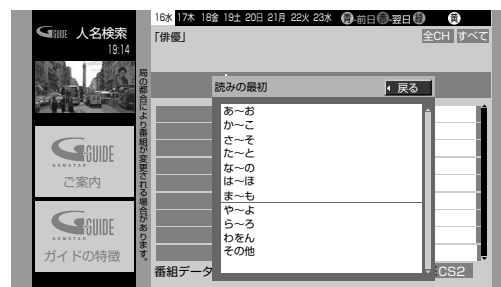 GUIDE 人名検索
19:14
16水 17木 18金 19土 20日 21月 22火 23水 青-前日 翌日 黄
「俳優」
全CH すべて
局の都合により番組が変更される場合があります。
読みの最初
戻る
あ～お
か～こ
さ～そ
た～と
な～の
は～ほ
ま～も
や～よ
ら～ろ
わをん
その他
G-GUIDE
GEMSTAR
ご案内
G-GUIDE
GEMSTAR
ガイドの特徴
番組データ
CS2